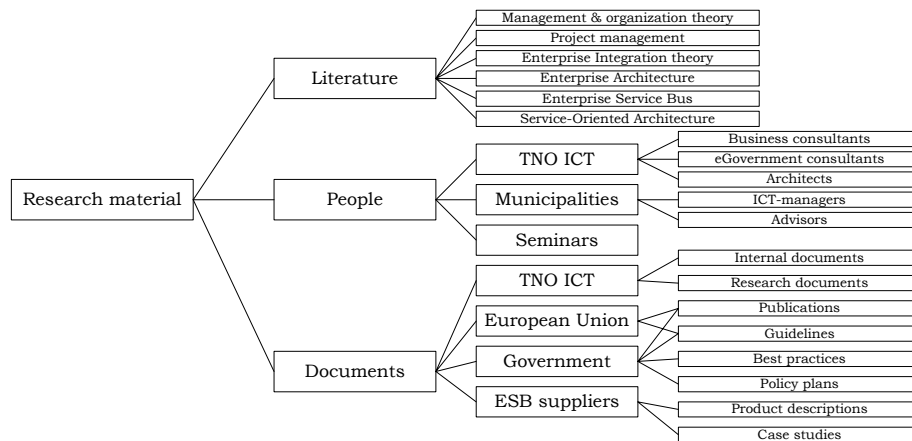 Research material
Literature
Management & organization theory
Project management
Enterprise Integration theory
Enterprise Architecture
Enterprise Service Bus
Service-Oriented Architecture
People
TNO ICT
Business consultants
eGovernment consultants
Architects
Municipalities
ICT-managers
Advisors
Seminars
Documents
TNO ICT
Internal documents
Research documents
European Union
Publications
Guidelines
Government
Best practices
Policy plans
ESB suppliers
Product descriptions
Case studies